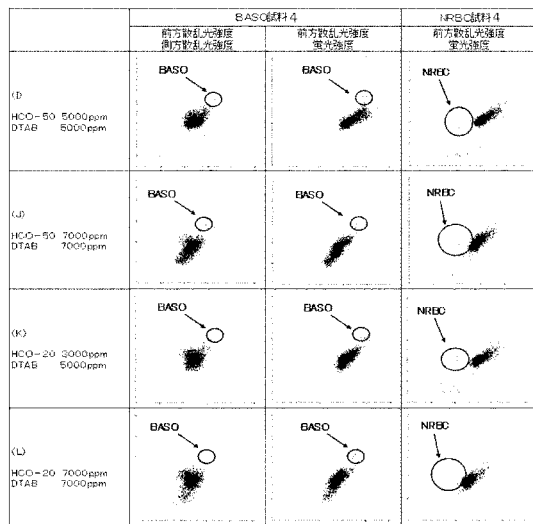 BASO試料4
NRBC試料4
前方散乱光強度
側方散乱光強度
前方散乱光強度
蛍光強度
前方散乱光強度
蛍光強度
(I)
HCO-50 5000ppm
DTAB 5000ppm
BASO
BASO
NRBC
(J)
HCO-50 7000ppm
DTAB 7000ppm
BASO
BASO
NRBC
(K)
HCO-20 3000ppm
DTAB 5000ppm
BASO
BASO
NRBC
(L)
HCO-20 7000ppm
DTAB 7000ppm
BASO
BASO
NRBC